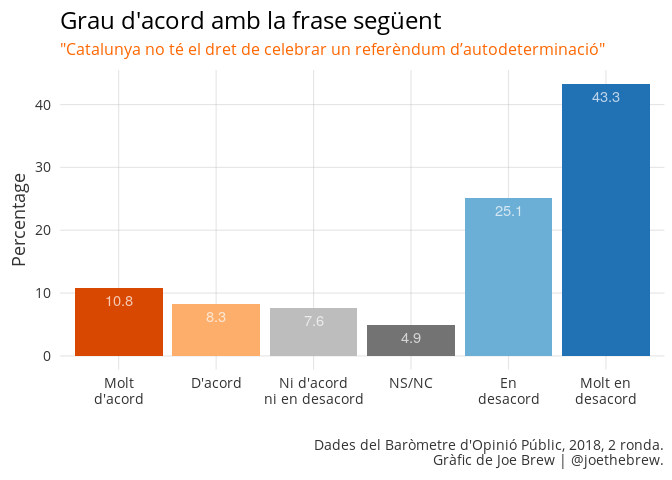 Grau d'acord amb la frase següent
"Catalunya no té el dret de celebrar un referèndum d’autodeterminació"
Percentage
40
30
20
10
0
10.8
8.3
7.6
4.9
25.1
43.3
Molt
d'acord
D'acord
Ni d'acord
ni en desacord
NS/NC
En
desacord
Molt en
desacord
Dades del Baròmetre d'Opinió Públic, 2018, 2 ronda.
Gràfic de Joe Brew | @joethebrew.